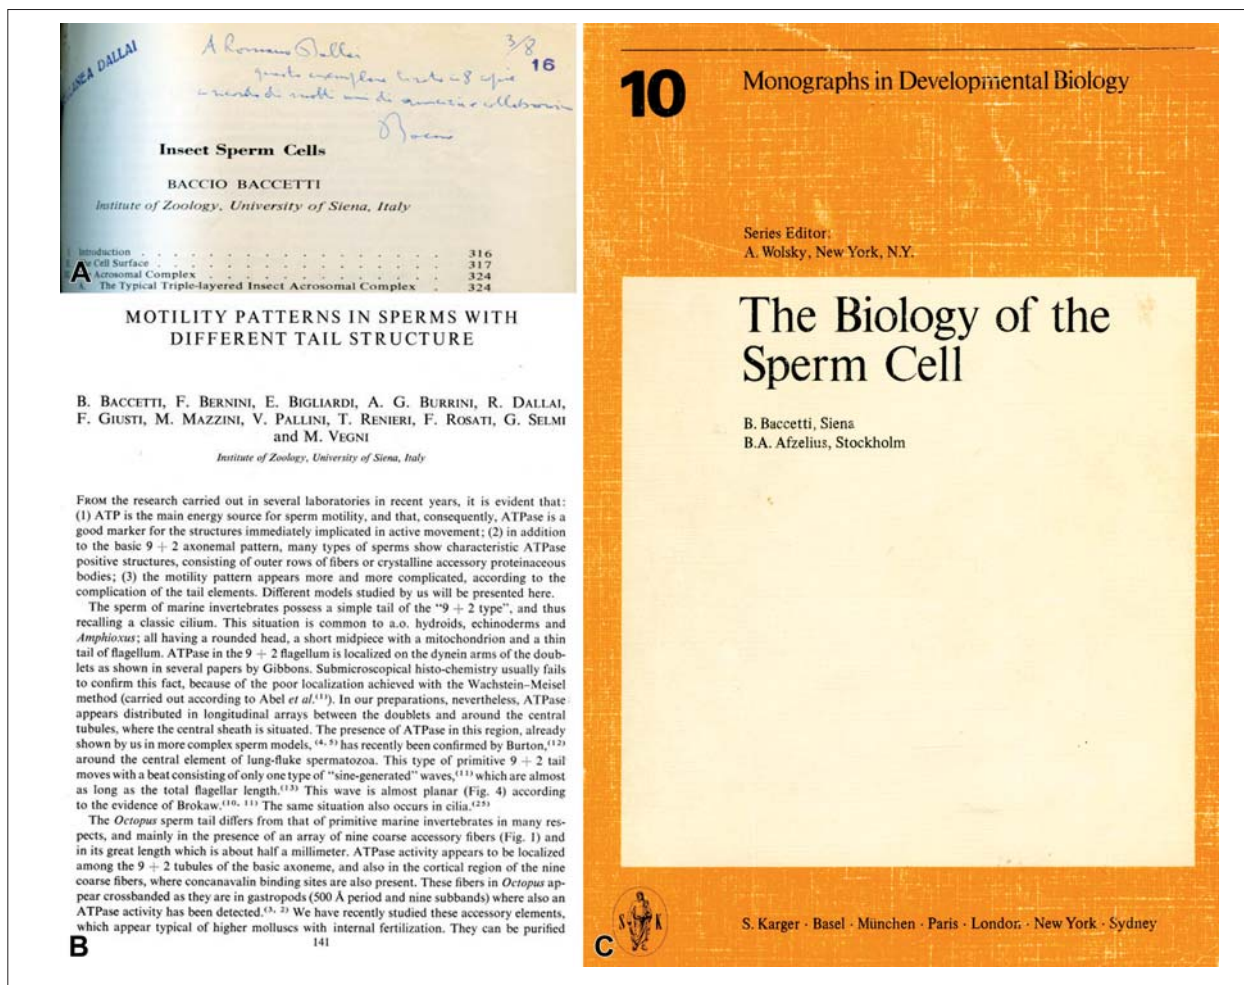 LANEA DALLAI
A Romano Dallai
3/8
16
questo esemplare tirato in 8 copie
a ricordo di molti anni di amicizia e collaborazione
Baccio
Insect Sperm Cells
BACCIO BACCETTI
Institute of Zoology, University of Siena, Italy
I. Introduction . . . . . . . . . . . . . . . . . . 316
Cell Surface . . . . . . . . . . . . . . . . . . 317
Acrosomal Complex . . . . . . . . . . . . . . . 324
A. The Typical Triple-layered Insect Acrosomal Complex . 324
A
MOTILITY PATTERNS IN SPERMS WITH
DIFFERENT TAIL STRUCTURE
B. BACCETTI, F. BERNINI, E. BIGLIARDI, A. G. BURRINI, R. DALLAI,
F. GIUSTI, M. MAZZINI, V. PALLINI, T. RENIERI, F. ROSATI, G. SELMI
and M. VEGNI
Institute of Zoology, University of Siena, Italy
FROM the research carried out in several laboratories in recent years, it is evident that:
(1) ATP is the main energy source for sperm motility, and that, consequently, ATPase is a
good marker for the structures immediately implicated in active movement; (2) in addition
to the basic 9 + 2 axonemal pattern, many types of sperms show characteristic ATPase
positive structures, consisting of outer rows of fibers or crystalline accessory proteinaceous
bodies; (3) the motility pattern appears more and more complicated, according to the
complication of the tail elements. Different models studied by us will be presented here.
The sperm of marine invertebrates possess a simple tail of the “9 + 2 type”, and thus
recalling a classic cilium. This situation is common to a.o. hydroids, echinoderms and
Amphioxus; all having a rounded head, a short midpiece with a mitochondrion and a thin
tail of flagellum. ATPase in the 9 + 2 flagellum is localized on the dynein arms of the doub-
lets as shown in several papers by Gibbons. Submicroscopical histo-chemistry usually fails
to confirm this fact, because of the poor localization achieved with the Wachstein–Meisel
method (carried out according to Abel et al.(1)). In our preparations, nevertheless, ATPase
appears distributed in longitudinal arrays between the doublets and around the central
tubules, where the central sheath is situated. The presence of ATPase in this region, already
shown by us in more complex sperm models, (4, 5) has recently been confirmed by Burton,(12)
around the central element of lung-fluke spermatozoa. This type of primitive 9 + 2 tail
moves with a beat consisting of only one type of “sine-generated” waves,(11) which are almost
as long as the total flagellar length.(13) This wave is almost planar (Fig. 4) according
to the evidence of Brokaw.(10, 11) The same situation also occurs in cilia.(25)
The Octopus sperm tail differs from that of primitive marine invertebrates in many res-
pects, and mainly in the presence of an array of nine coarse accessory fibers (Fig. 1) and
in its great length which is about half a millimeter. ATPase activity appears to be localized
among the 9 + 2 tubules of the basic axoneme, and also in the cortical region of the nine
coarse fibers, where concanavalin binding sites are also present. These fibers in Octopus ap-
pear crossbanded as they are in gastropods (500 Å period and nine subbands) where also an
ATPase activity has been detected.(3, 2) We have recently studied these accessory elements,
which appear typical of higher molluscs with internal fertilization. They can be purified
141
B
10
Monographs in Developmental Biology
Series Editor:
A. Wolsky, New York, N.Y.
The Biology of the
Sperm Cell
B. Baccetti, Siena
B.A. Afzelius, Stockholm
S K
S. Karger · Basel · München · Paris · London · New York · Sydney
C